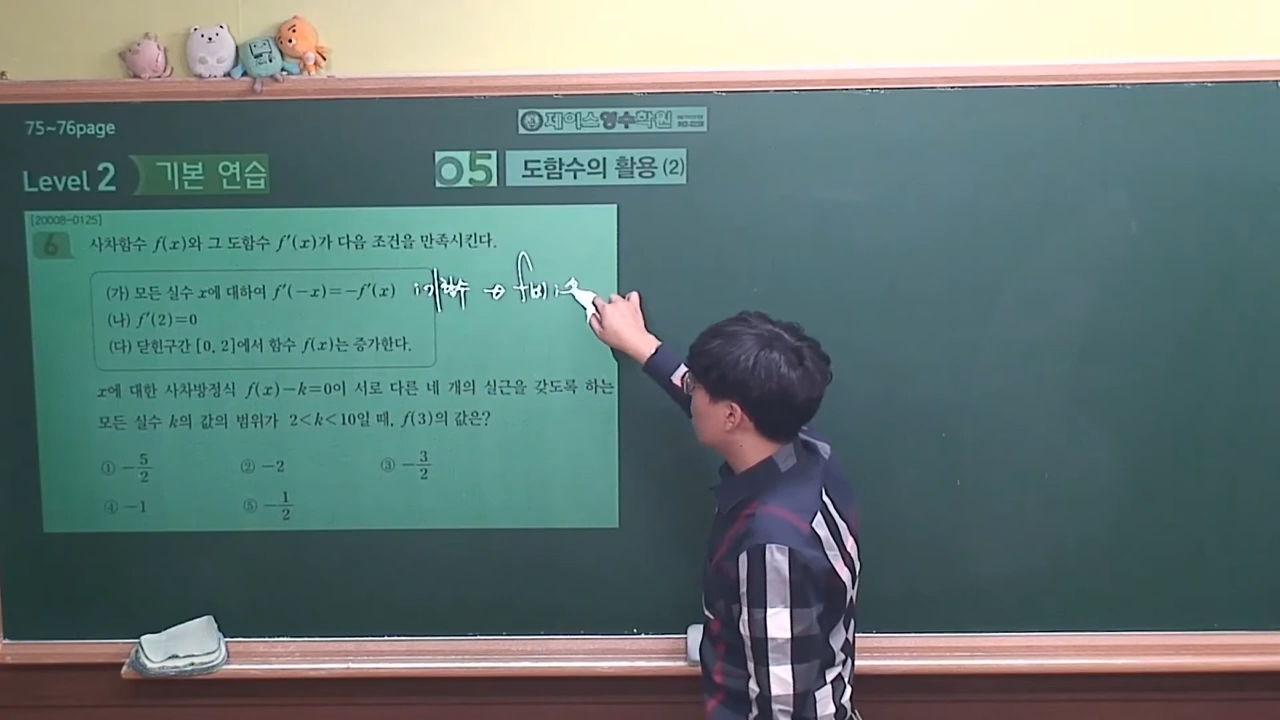 75~76page
제이스영수학원
Level 2 기본 연습
05 도함수의 활용 (2)
[20008-0125]
6 사차함수 f(x)와 그 도함수 f'(x)가 다음 조건을 만족시킨다.
(가) 모든 실수 x에 대하여 f'(-x)=-f'(x)
(나) f'(2)=0
(다) 닫힌구간 [0, 2]에서 함수 f(x)는 증가한다.
x에 대한 사차방정식 f(x)-k=0이 서로 다른 네 개의 실근을 갖도록 하는
모든 실수 k의 값의 범위가 2<k<10일 때, f(3)의 값은?
① -5/2 ② -2 ③ -3/2
④ -1 ⑤ -1/2